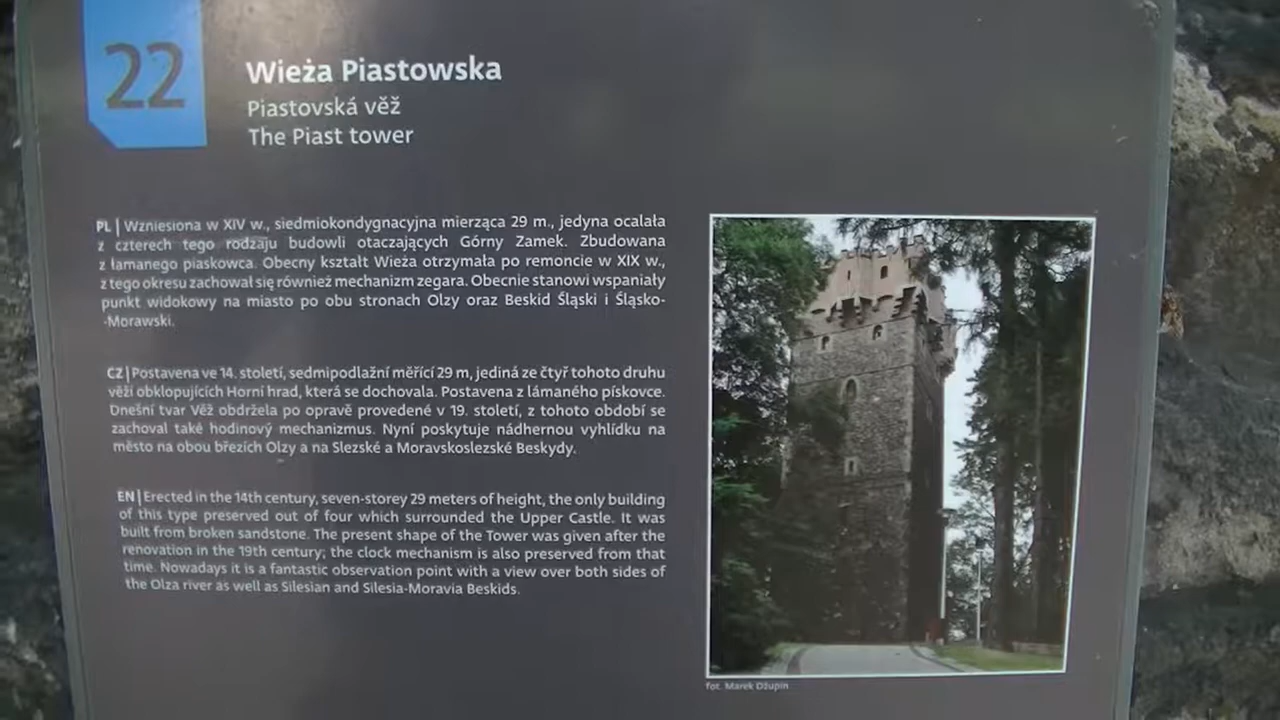 22
Wieża Piastowska
Piastovská věž
The Piast tower
PL | Wzniesiona w XIV w., siedmiokondygnacyjna mierząca 29 m., jedyna ocalała
z czterech tego rodzaju budowli otaczających Górny Zamek. Zbudowana
z łamanego piaskowca. Obecny kształt Wieża otrzymała po remoncie w XIX w.,
z tego okresu zachował się również mechanizm zegara. Obecnie stanowi wspaniały
punkt widokowy na miasto po obu stronach Olzy oraz Beskid Śląski i Śląsko-
-Morawski.
CZ | Postavena ve 14. století, sedmipodlažní měřící 29 m, jediná ze čtyř tohoto druhu
věží obklopujících Horní hrad, která se dochovala. Postavena z lámaného pískovce.
Dnešní tvar Věž obdržela po opravě provedené v 19. století, z tohoto období se
zachoval také hodinový mechanizmus. Nyní poskytuje nádhernou vyhlídku na
město na obou březích Olzy a na Slezské a Moravskoslezské Beskydy.
EN | Erected in the 14th century, seven-storey 29 meters of height, the only building
of this type preserved out of four which surrounded the Upper Castle. It was
built from broken sandstone. The present shape of the Tower was given after the
renovation in the 19th century; the clock mechanism is also preserved from that
time. Nowadays it is a fantastic observation point with a view over both sides of
the Olza river as well as Silesian and Silesia-Moravia Beskids.
fot. Marek Dżupin